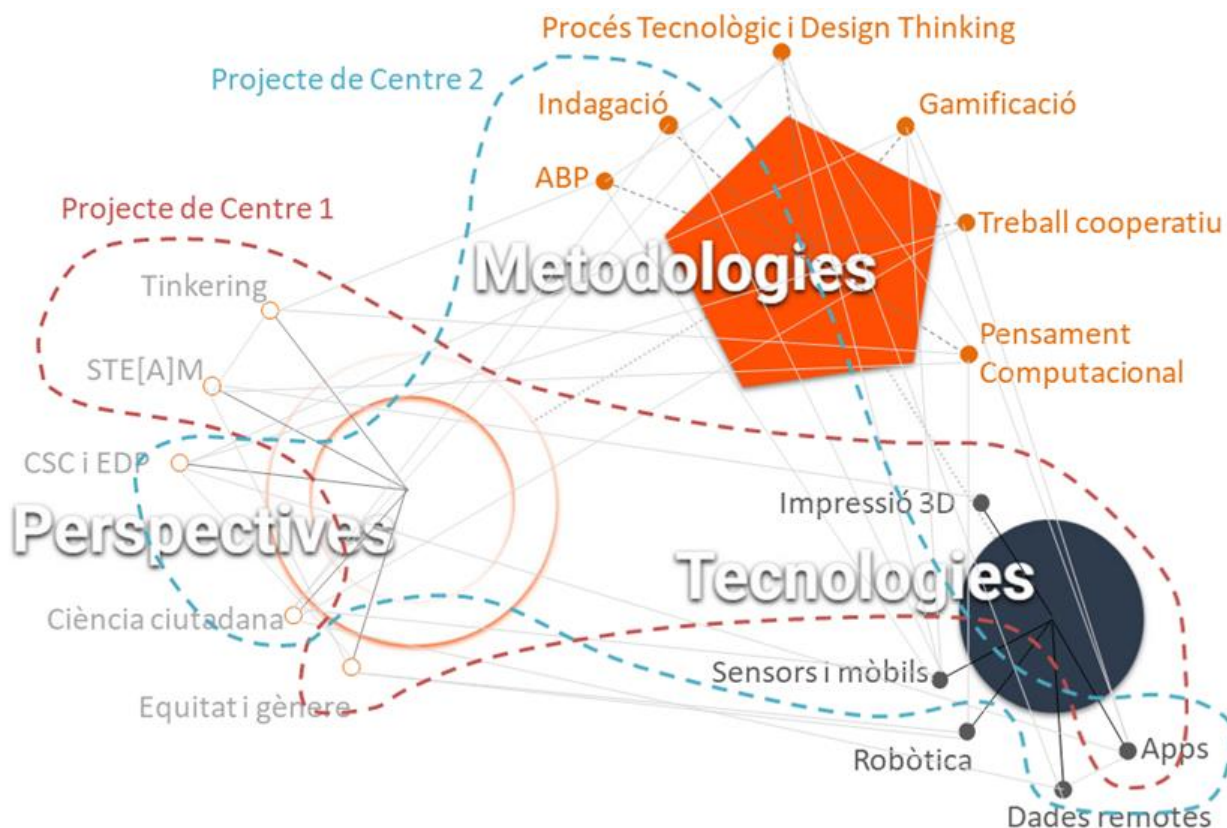 Procés Tecnològic i Design Thinking
Projecte de Centre 2
Indagació
Gamificació
ABP
Projecte de Centre 1
Treball cooperatiu
Metodologies
Tinkering
Pensament
Computacional
STE[A]M
CSC i EDP
Impressió 3D
Perspectives
Tecnologies
Ciència ciutadana
Sensors i mòbils
Equitat i gènere
Robòtica
Apps
Dades remotes